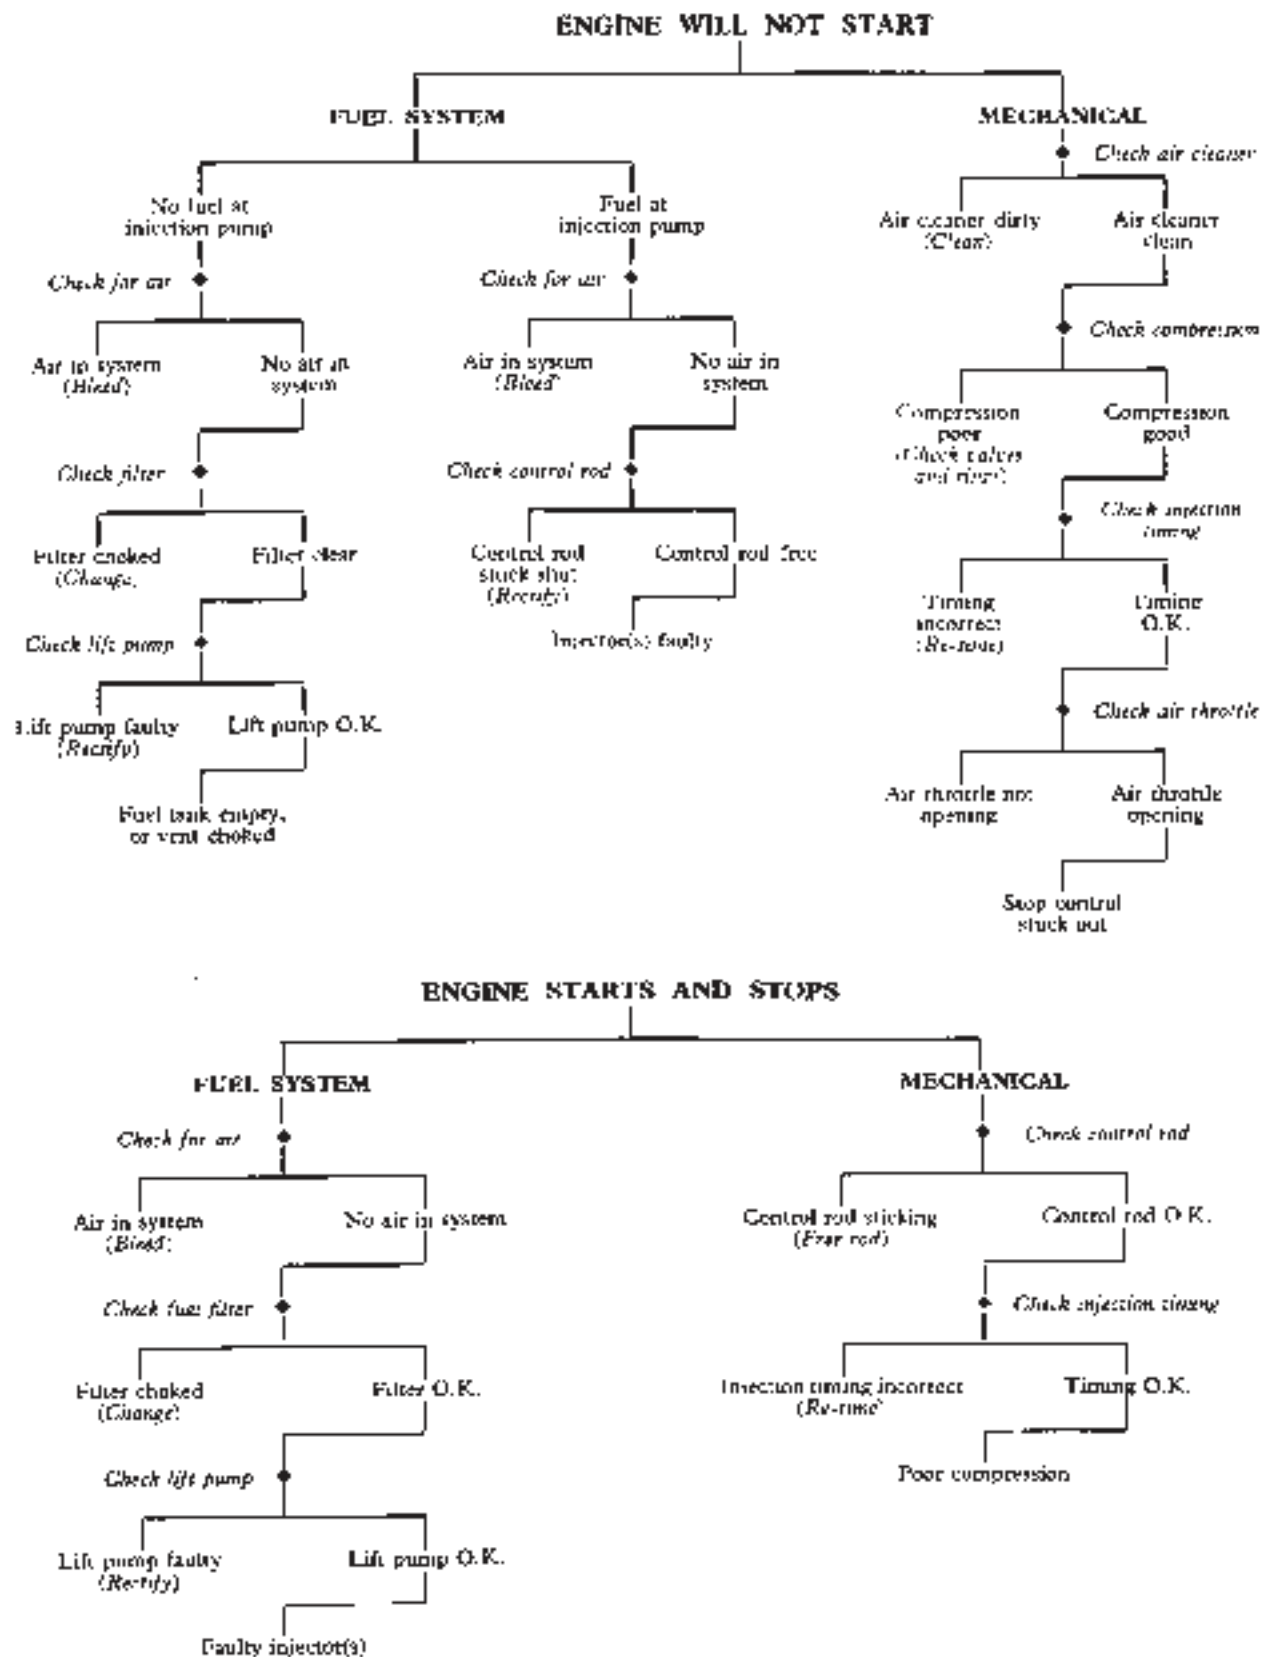 ENGINE WILL NOT START
FUEL SYSTEM
MECHANICAL
Check air cleaner
No fuel at
injection pump
Fuel at
injection pump
Air cleaner dirty
(Clean)
Air cleaner
clean
Check for air
Check for air
Check compression
Air in system
(Bleed)
No air in
system
Air in system
(Bleed)
No air in
system
Compression
poor
(Check valves
and rings)
Compression
good
Check filter
Check control rod
Check injection
timing
Filter choked
(Change)
Filter clear
Control rod
stuck shut
(Rectify)
Control rod free
Timing
incorrect
(Re-time)
Timing
O.K.
Check lift pump
Injector(s) faulty
Check air throttle
Lift pump faulty
(Rectify)
Lift pump O.K.
Air throttle not
opening
Air throttle
opening
Fuel tank empty,
or vent choked
Stop control
stuck out
ENGINE STARTS AND STOPS
FUEL SYSTEM
MECHANICAL
Check for air
Check control rod
Air in system
(Bleed)
No air in system
Control rod sticking
(Free rod)
Control rod O.K.
Check fuel filter
Check injection timing
Filter choked
(Change)
Filter O.K.
Injection timing incorrect
(Re-time)
Timing O.K.
Check lift pump
Poor compression
Lift pump faulty
(Rectify)
Lift pump O.K.
Faulty injector(s)